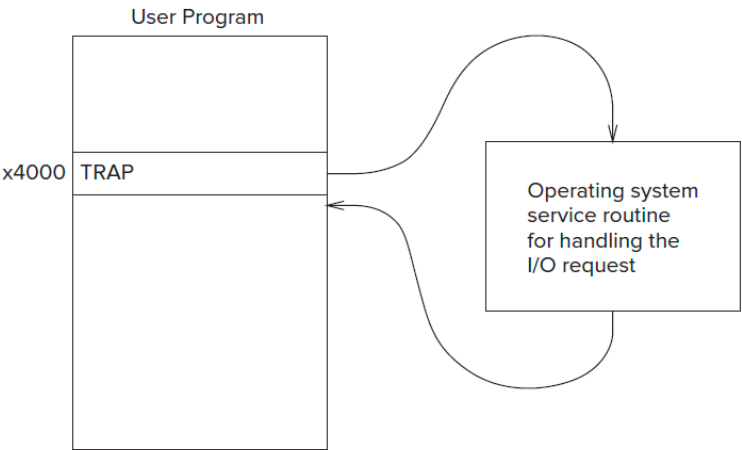 User Program
x4000
TRAP
Operating system
service routine
for handling the
I/O request